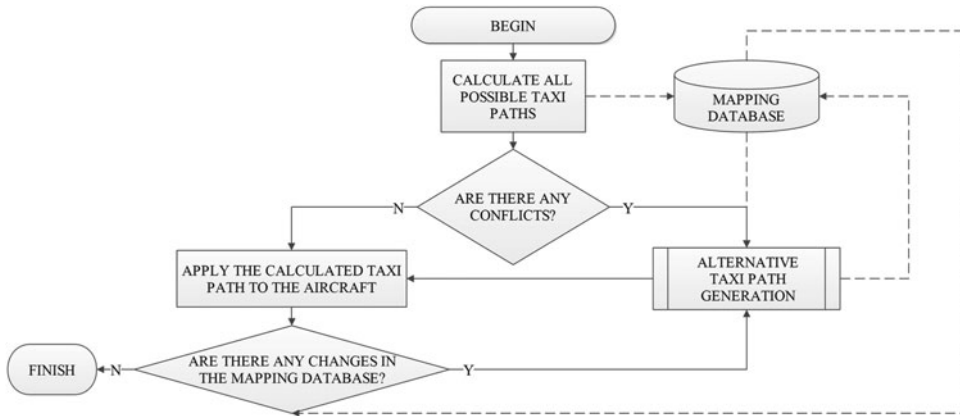 BEGIN
CALCULATE ALL
POSSIBLE TAXI
PATHS
MAPPING
DATABASE
ARE THERE ANY
CONFLICTS?
N
Y
APPLY THE CALCULATED TAXI
PATH TO THE AIRCRAFT
ALTERNATIVE
TAXI PATH
GENERATION
ARE THERE ANY CHANGES IN
THE MAPPING DATABASE?
FINISH
N
Y